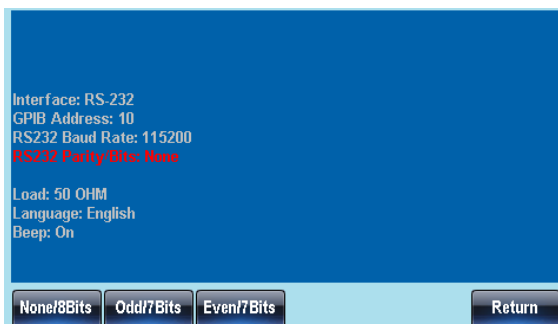 Interface: RS-232
GPIB Address: 10
RS232 Baud Rate: 115200
RS232 Parity/Bits: None
Load: 50 OHM
Language: English
Beep: On
None/8Bits Odd/7Bits Even/7Bits Return